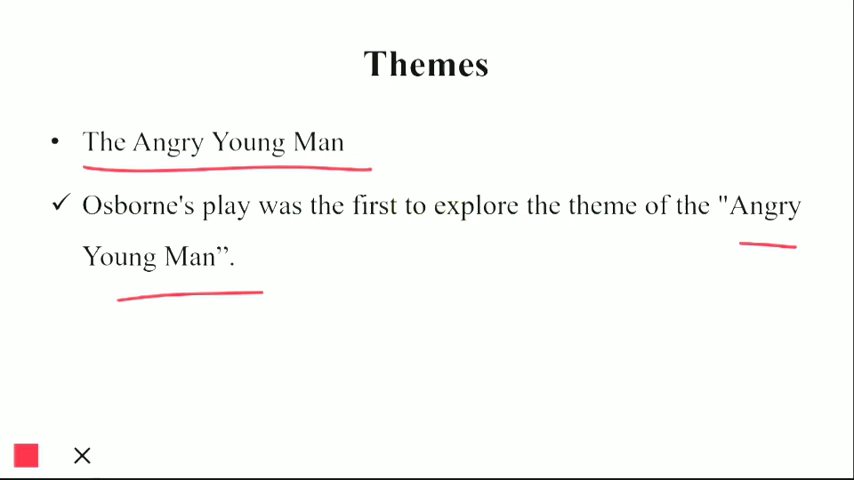 Themes
• The Angry Young Man
✓ Osborne's play was the first to explore the theme of the "Angry
Young Man”.